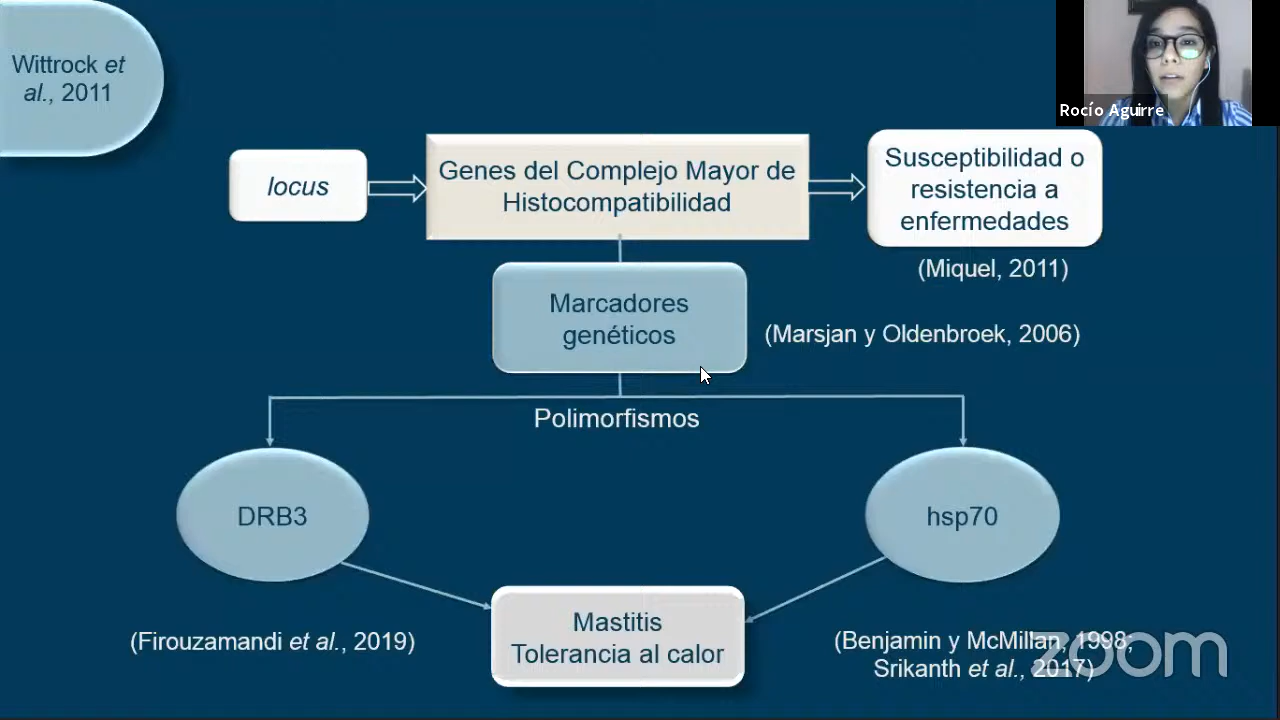 Wittrock et
al., 2011
Rocío Aguirre
locus
Genes del Complejo Mayor de
Histocompatibilidad
Susceptibilidad o
resistencia a
enfermedades
(Miquel, 2011)
Marcadores
genéticos
(Marsjan y Oldenbroek, 2006)
Polimorfismos
DRB3
hsp70
Mastitis
Tolerancia al calor
(Firouzamandi et al., 2019)
(Benjamin y McMillan, 1998;
Srikanth et al., 2017)
zoom